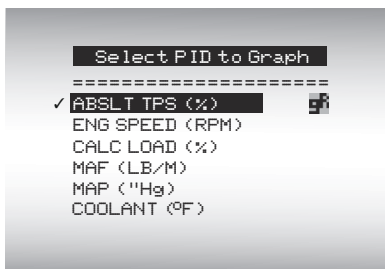 Select PID to Graph
=====================
✓ ABSLT TPS (%)
ENG SPEED (RPM)
CALC LOAD (%)
MAF (LB/M)
MAP ("Hg)
COOLANT (ºF)